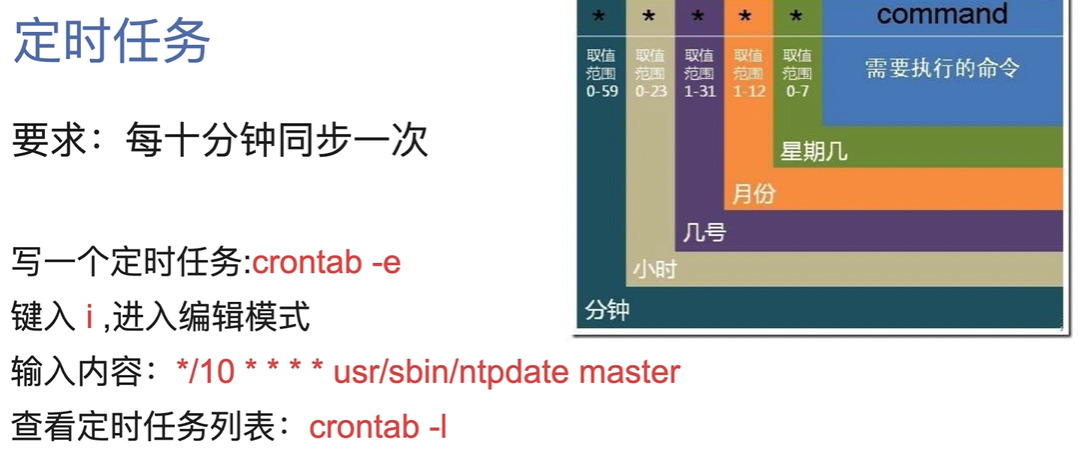 定时任务
要求：每十分钟同步一次
写一个定时任务:crontab -e
键入 i ,进入编辑模式
输入内容：*/10 * * * * usr/sbin/ntpdate master
查看定时任务列表：crontab -l
* * * * * command
取值 取值 取值 取值 取值
范围 范围 范围 范围 范围
0-59 0-23 1-31 1-12 0-7
需要执行的命令
星期几
月份
几号
小时
分钟